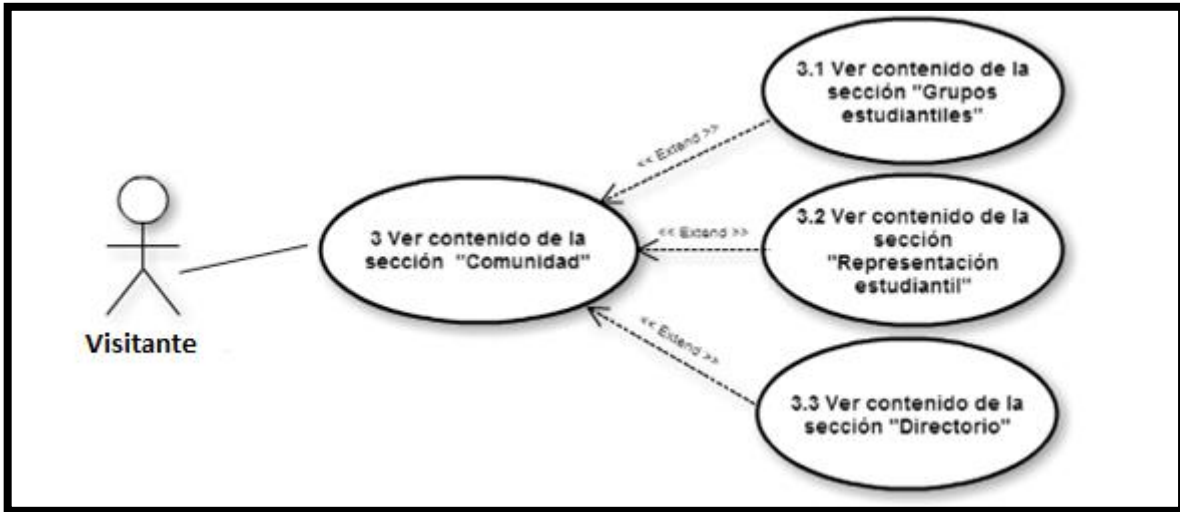 3.1 Ver contenido de la
sección "Grupos
estudiantiles"
<< Extend >>
3 Ver contenido de la
sección "Comunidad"
<< Extend >>
3.2 Ver contenido de la
sección
"Representación
estudiantil"
<< Extend >>
Visitante
3.3 Ver contenido de la
sección "Directorio"